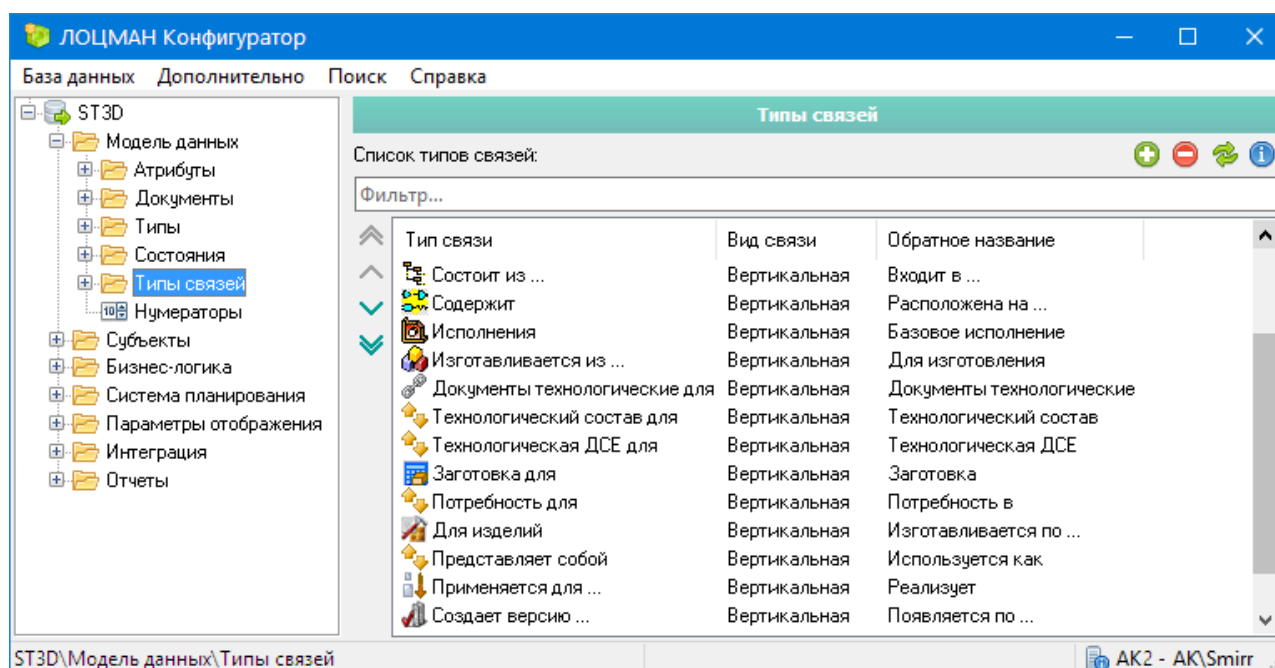 ЛОЦМАН Конфигуратор
База данных Дополнительно Поиск Справка
ST3D
Модель данных
Атрибуты
Документы
Типы
Состояния
Типы связей
Нумераторы
Субъекты
Бизнес-логика
Система планирования
Параметры отображения
Интеграция
Отчеты
Типы связей
Список типов связей:
Фильтр...
Тип связи Вид связи Обратное название
Состоит из ... Вертикальная Входит в ...
Содержит Вертикальная Расположена на ...
Исполнения Вертикальная Базовое исполнение
Изготавливается из ... Вертикальная Для изготовления
Документы технологические для Вертикальная Документы технологические
Технологический состав для Вертикальная Технологический состав
Технологическая ДСЕ для Вертикальная Технологическая ДСЕ
Заготовка для Вертикальная Заготовка
Потребность для Вертикальная Потребность в
Для изделий Вертикальная Изготавливается по ...
Представляет собой Вертикальная Используется как
Применяется для ... Вертикальная Реализует
Создает версию ... Вертикальная Появляется по ...
ST3D\Модель данных\Типы связей AK2 - AK\Smirr